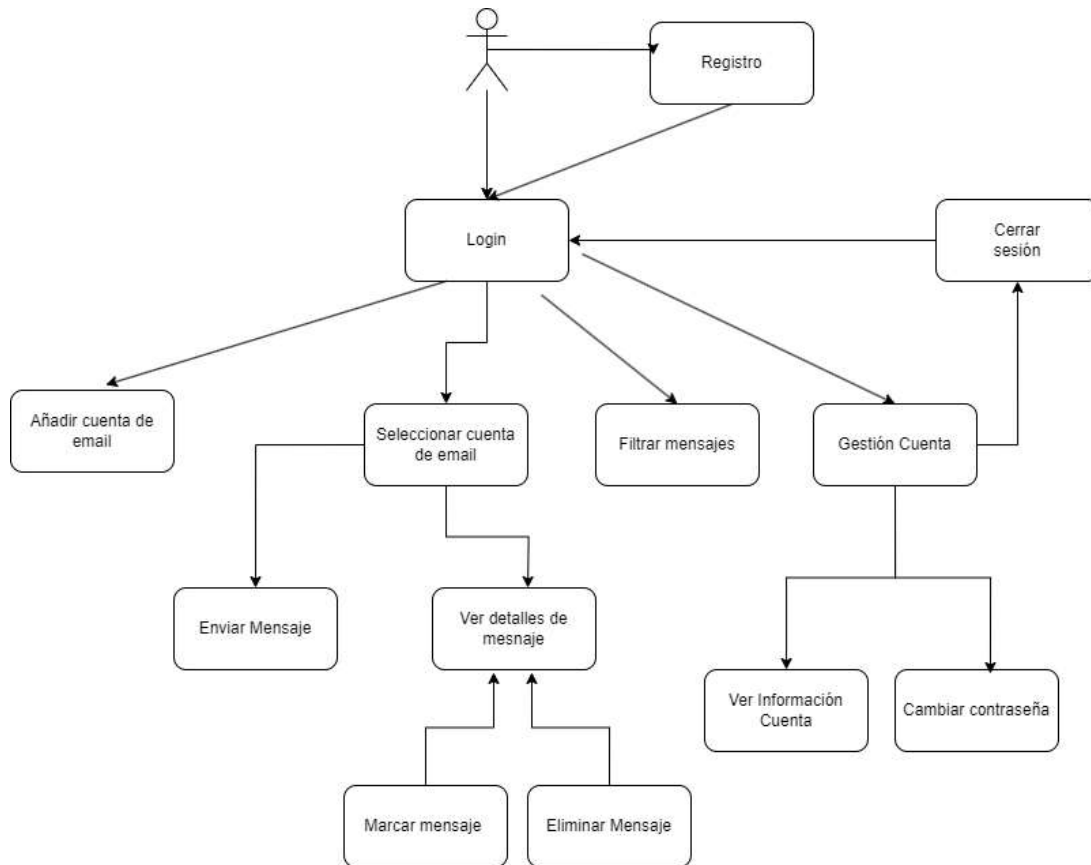 Registro
Login
Cerrar
sesión
Añadir cuenta de
email
Seleccionar cuenta
de email
Filtrar mensajes
Gestión Cuenta
Enviar Mensaje
Ver detalles de
mesnaje
Ver Información
Cuenta
Cambiar contraseña
Marcar mensaje
Eliminar Mensaje